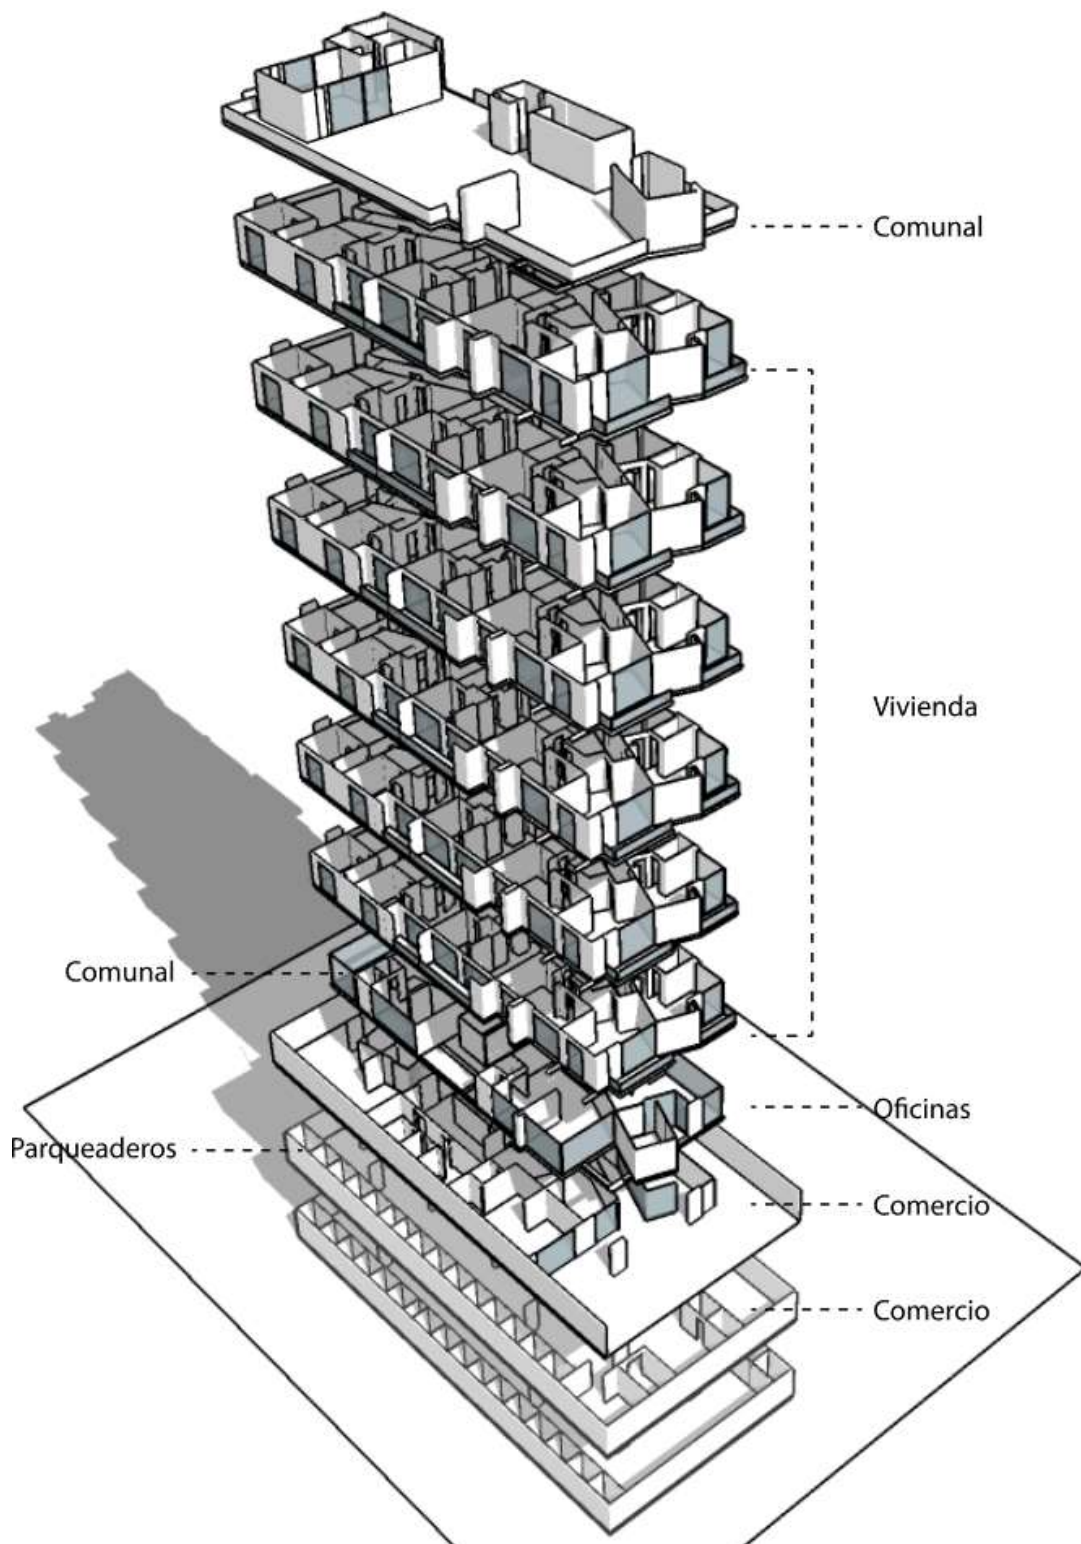 Comunal
Vivienda
Comunal
Oficinas
Parqueaderos
Comercio
Comercio